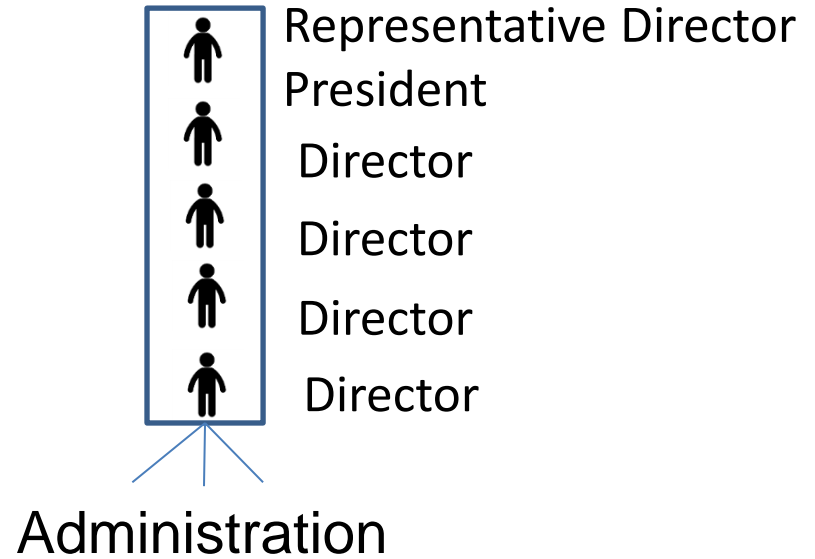 Representative Director
President
Director
Director
Director
Director
Administration